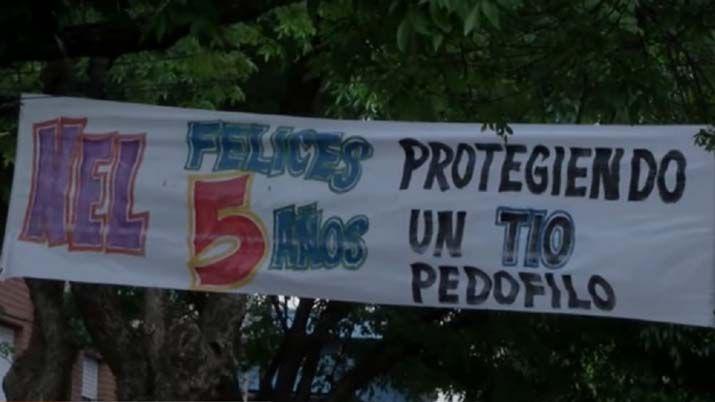 NEL
FELICES
5 AÑOS
PROTEGIENDO
UN TIO
PEDOFILO